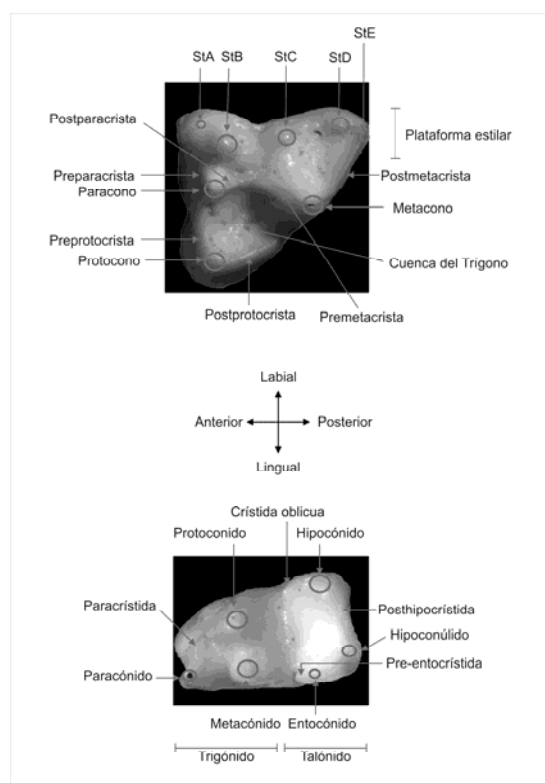 StE
StA StB StC StD
Postparacrista
Plataforma estilar
Preparacrista
Postmetacrista
Paracono
Metacono
Preprotocrista
Protocono
Cuenca del Trígono
Postprotocrista
Premetacrista
Labial
Anterior Posterior
Lingual
Crístida oblicua
Protoconido Hipocónido
Paracrístida
Posthipocrístida
Hipoconúlido
Pre-entocrístida
Paracónido
Metacónido Entocónido
Trigónido Talónido